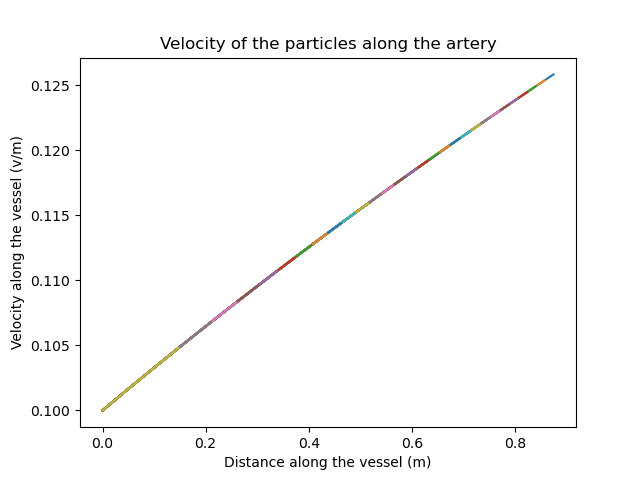 Velocity of the particles along the artery
0.125
0.120
0.115
0.110
0.105
0.100
Velocity along the vessel (v/m)
0.0 0.2 0.4 0.6 0.8
Distance along the vessel (m)